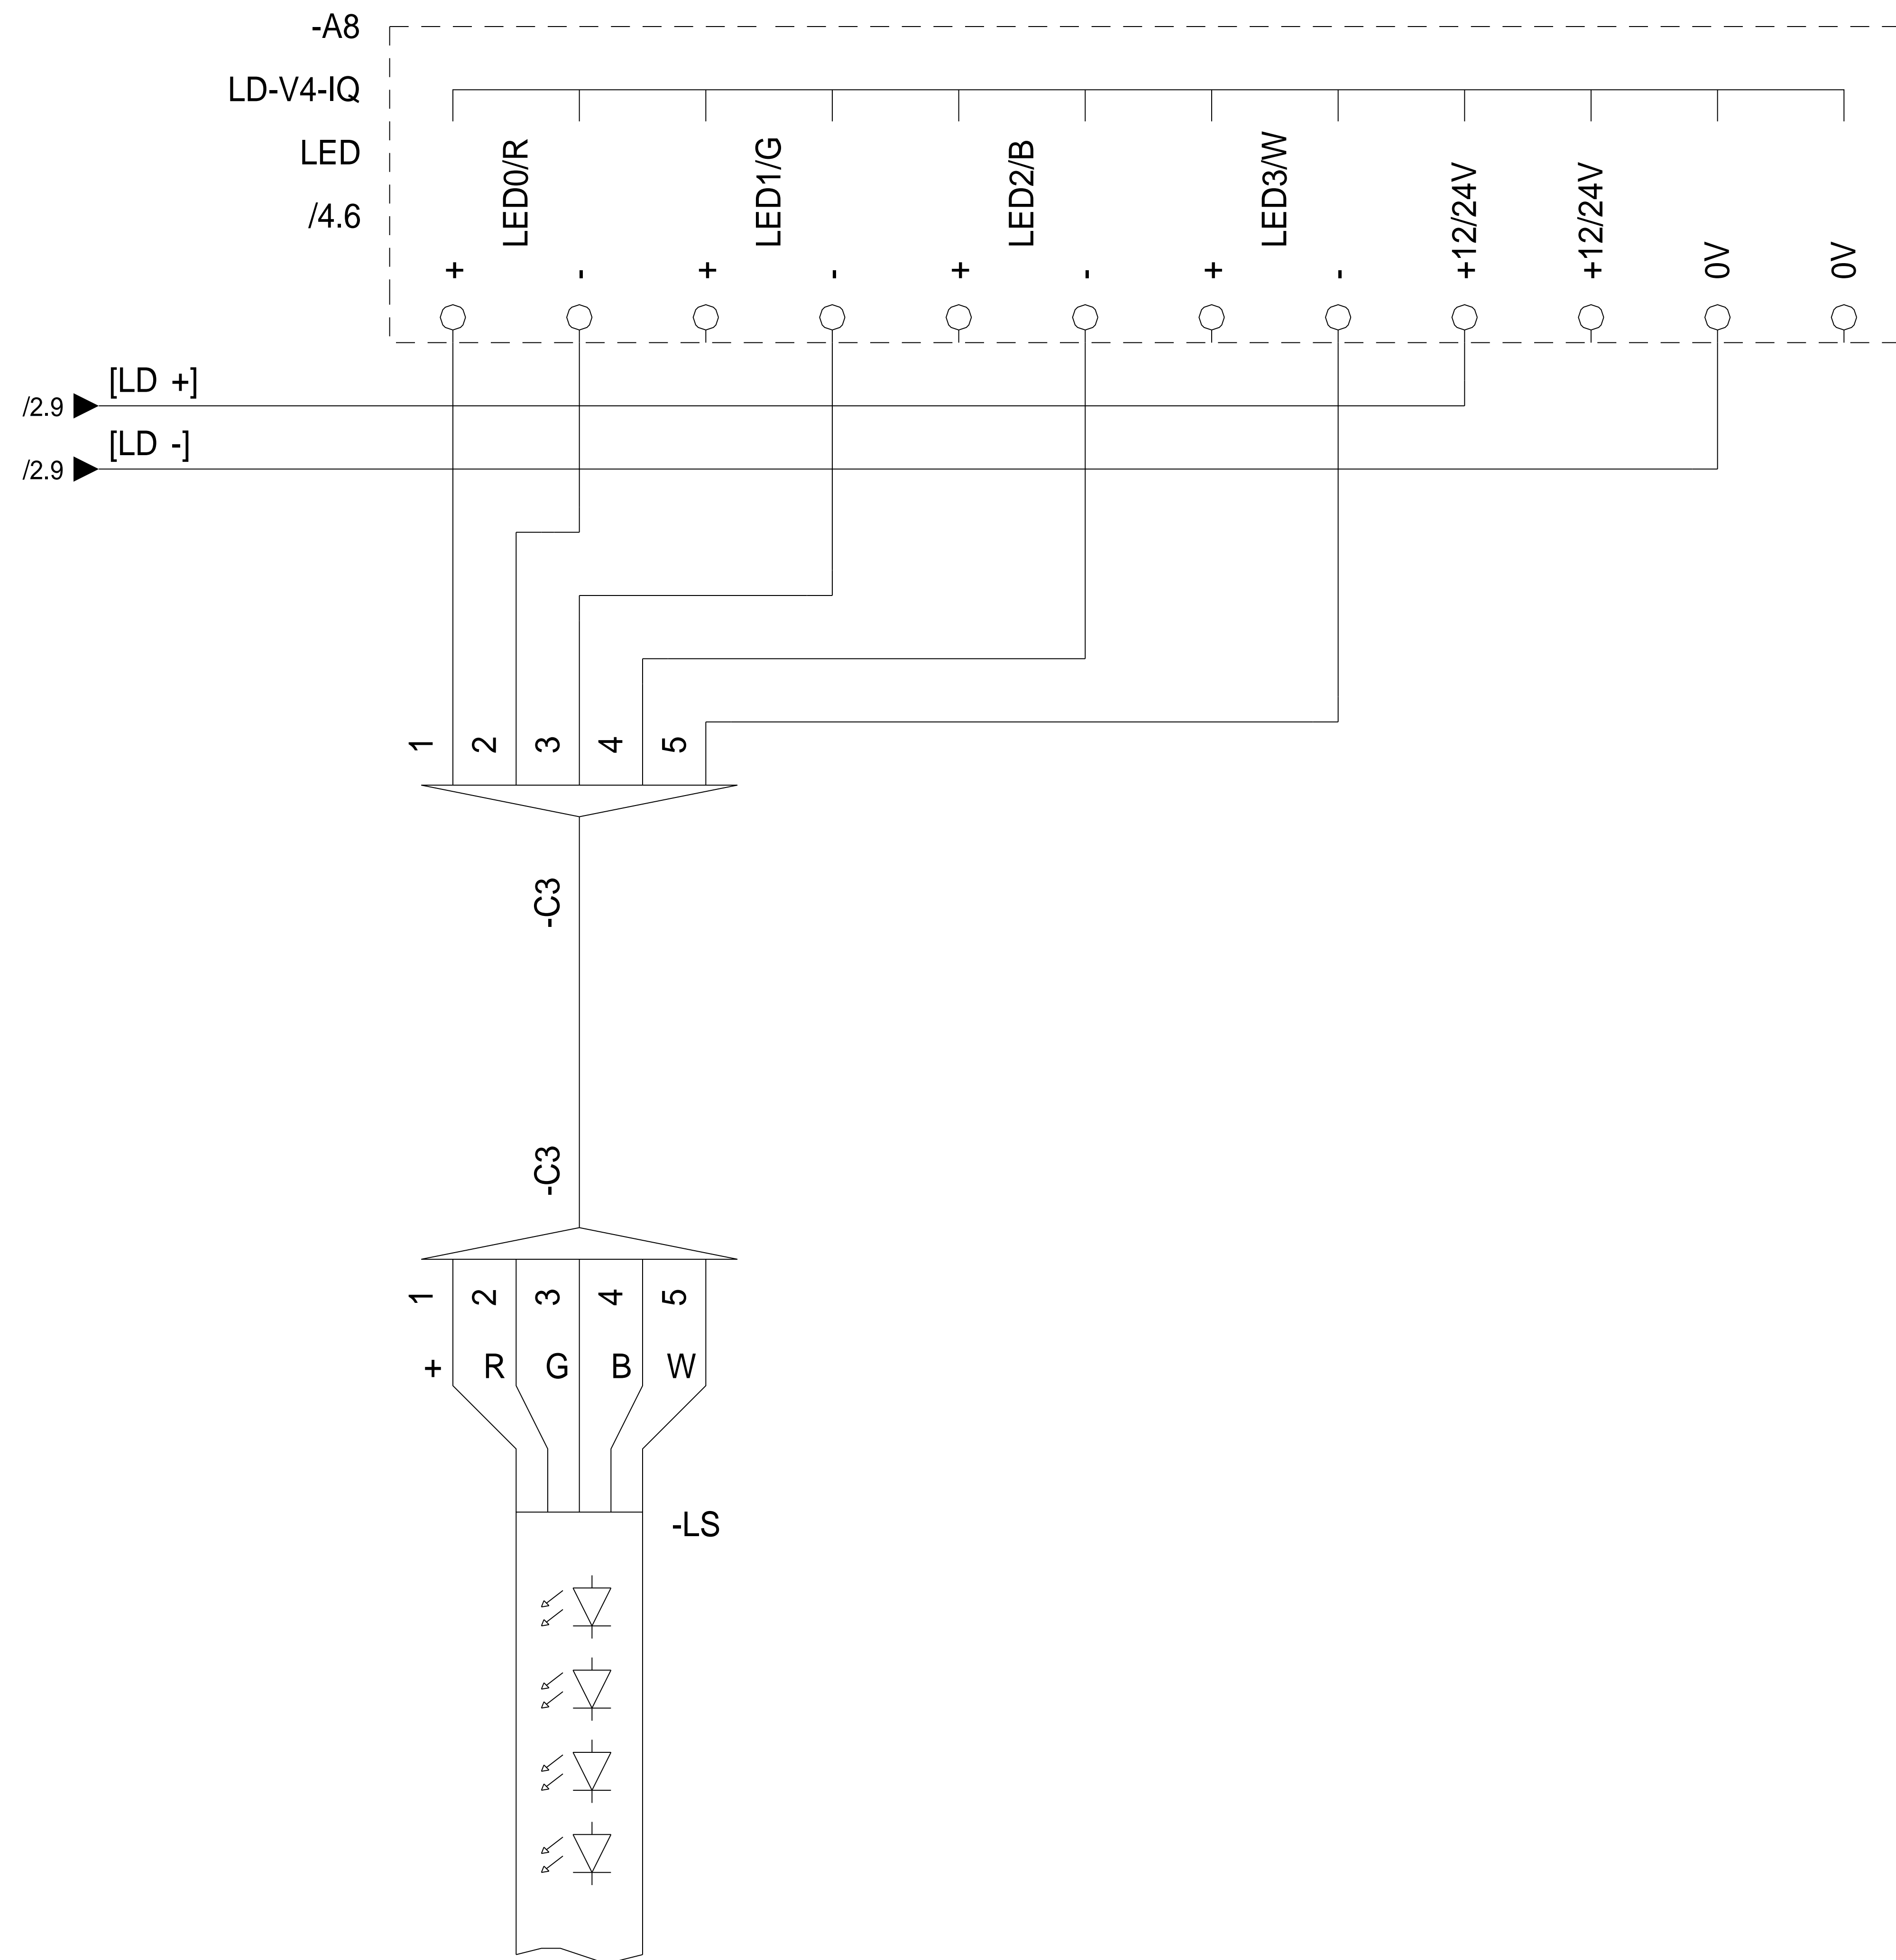 -A8
LD-V4-IQ
LED
/4.6
LED0/R
LED1/G
LED2/B
LED3/W
+12/24V
+12/24V
0V
0V
+ - + - + - + -
[LD +]
/2.9
[LD -]
/2.9
1 2 3 4 5
-C3
-C3
1 2 3 4 5
+ R G B W
-LS